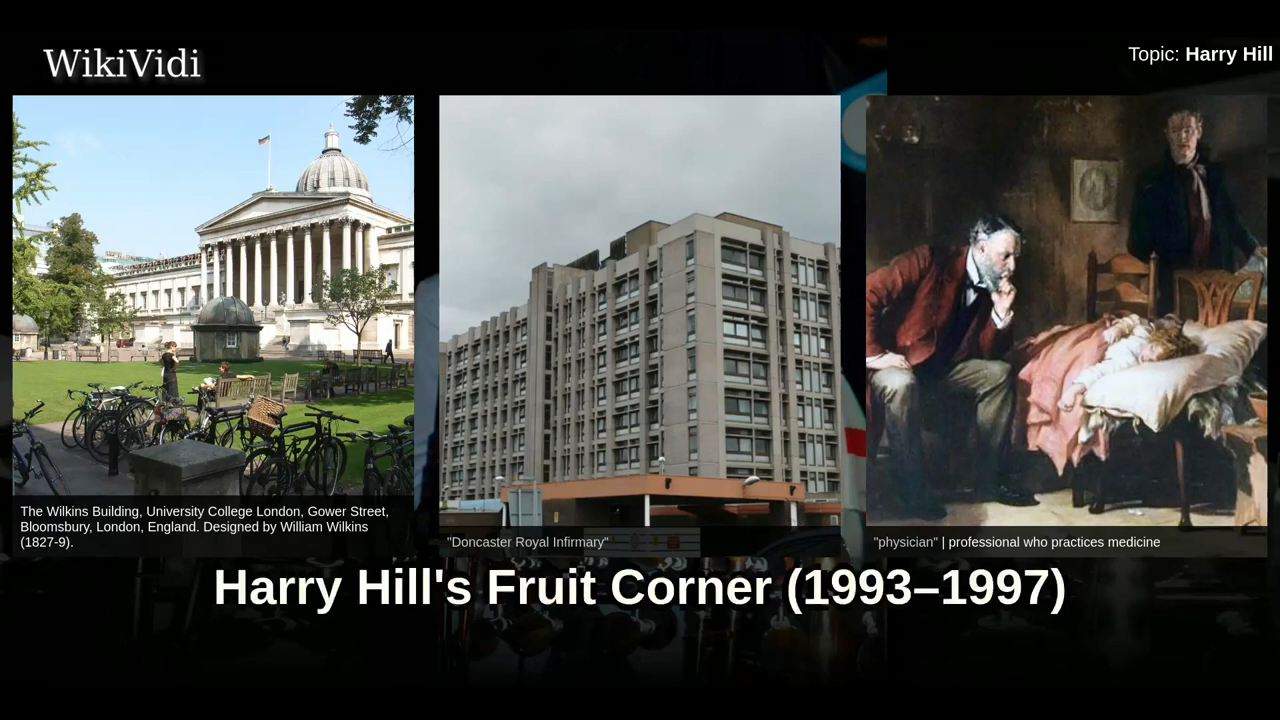 WikiVidi
Topic: Harry Hill
The Wilkins Building, University College London, Gower Street,
Bloomsbury, London, England. Designed by William Wilkins
(1827-9).
"Doncaster Royal Infirmary"
"physician" | professional who practices medicine
Harry Hill's Fruit Corner (1993–1997)